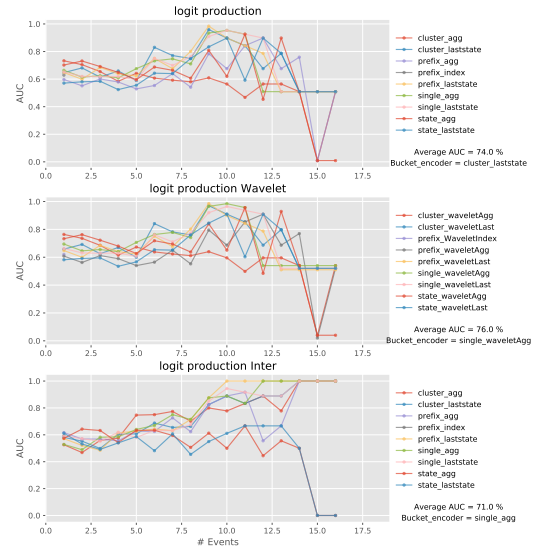 logit production
AUC
1.0
0.8
0.6
0.4
0.2
0.0
0.0 2.5 5.0 7.5 10.0 12.5 15.0 17.5
cluster_agg
cluster_laststate
prefix_agg
prefix_index
prefix_laststate
single_agg
single_laststate
state_agg
state_laststate
Average AUC = 74.0 %
Bucket_encoder = cluster_laststate
logit production Wavelet
AUC
1.0
0.8
0.6
0.4
0.2
0.0
0.0 2.5 5.0 7.5 10.0 12.5 15.0 17.5
cluster_waveletAgg
cluster_waveletLast
prefix_WaveletIndex
prefix_waveletAgg
prefix_waveletLast
single_waveletAgg
single_waveletLast
state_waveletAgg
state_waveletLast
Average AUC = 76.0 %
Bucket_encoder = single_waveletAgg
logit production Inter
AUC
1.0
0.8
0.6
0.4
0.2
0.0
0.0 2.5 5.0 7.5 10.0 12.5 15.0 17.5
# Events
cluster_agg
cluster_laststate
prefix_agg
prefix_index
prefix_laststate
single_agg
single_laststate
state_agg
state_laststate
Average AUC = 71.0 %
Bucket_encoder = single_agg